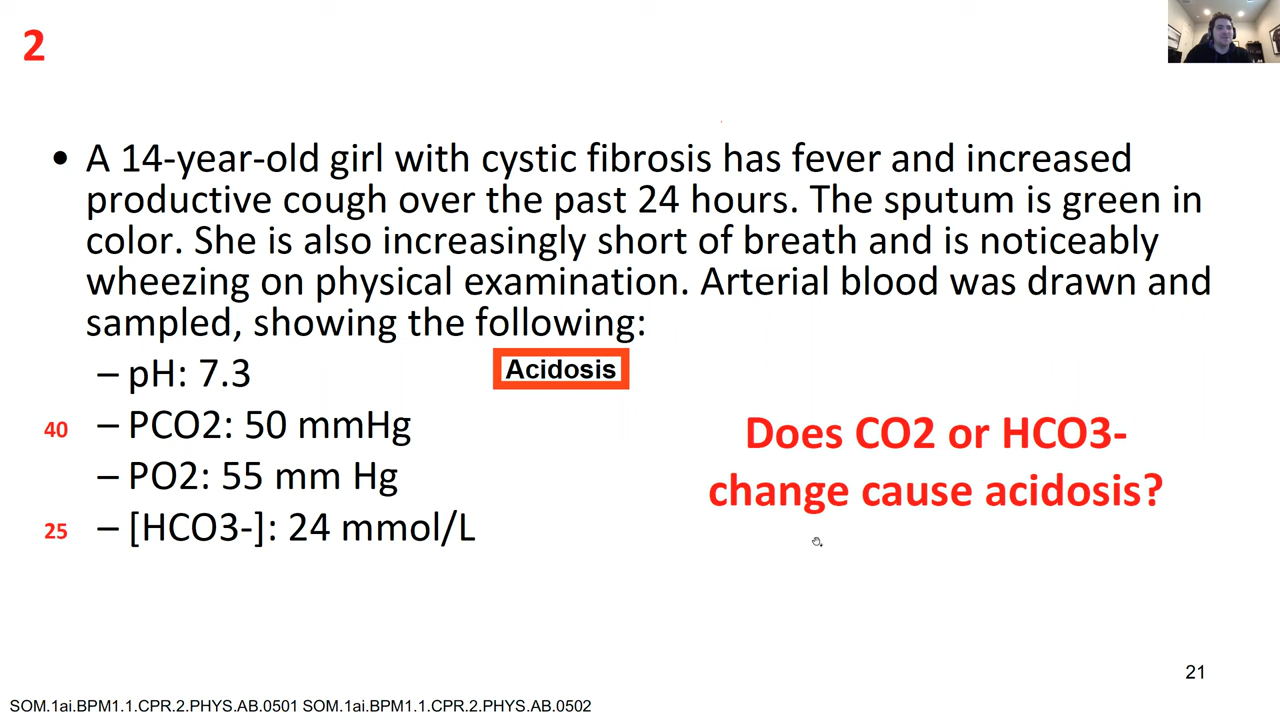 2
• A 14-year-old girl with cystic fibrosis has fever and increased
productive cough over the past 24 hours. The sputum is green in
color. She is also increasingly short of breath and is noticeably
wheezing on physical examination. Arterial blood was drawn and
sampled, showing the following:
– pH: 7.3
Acidosis
40 – PCO2: 50 mmHg
– PO2: 55 mm Hg
25 – [HCO3-]: 24 mmol/L
Does CO2 or HCO3-
change cause acidosis?
21
SOM.1ai.BPM1.1.CPR.2.PHYS.AB.0501 SOM.1ai.BPM1.1.CPR.2.PHYS.AB.0502